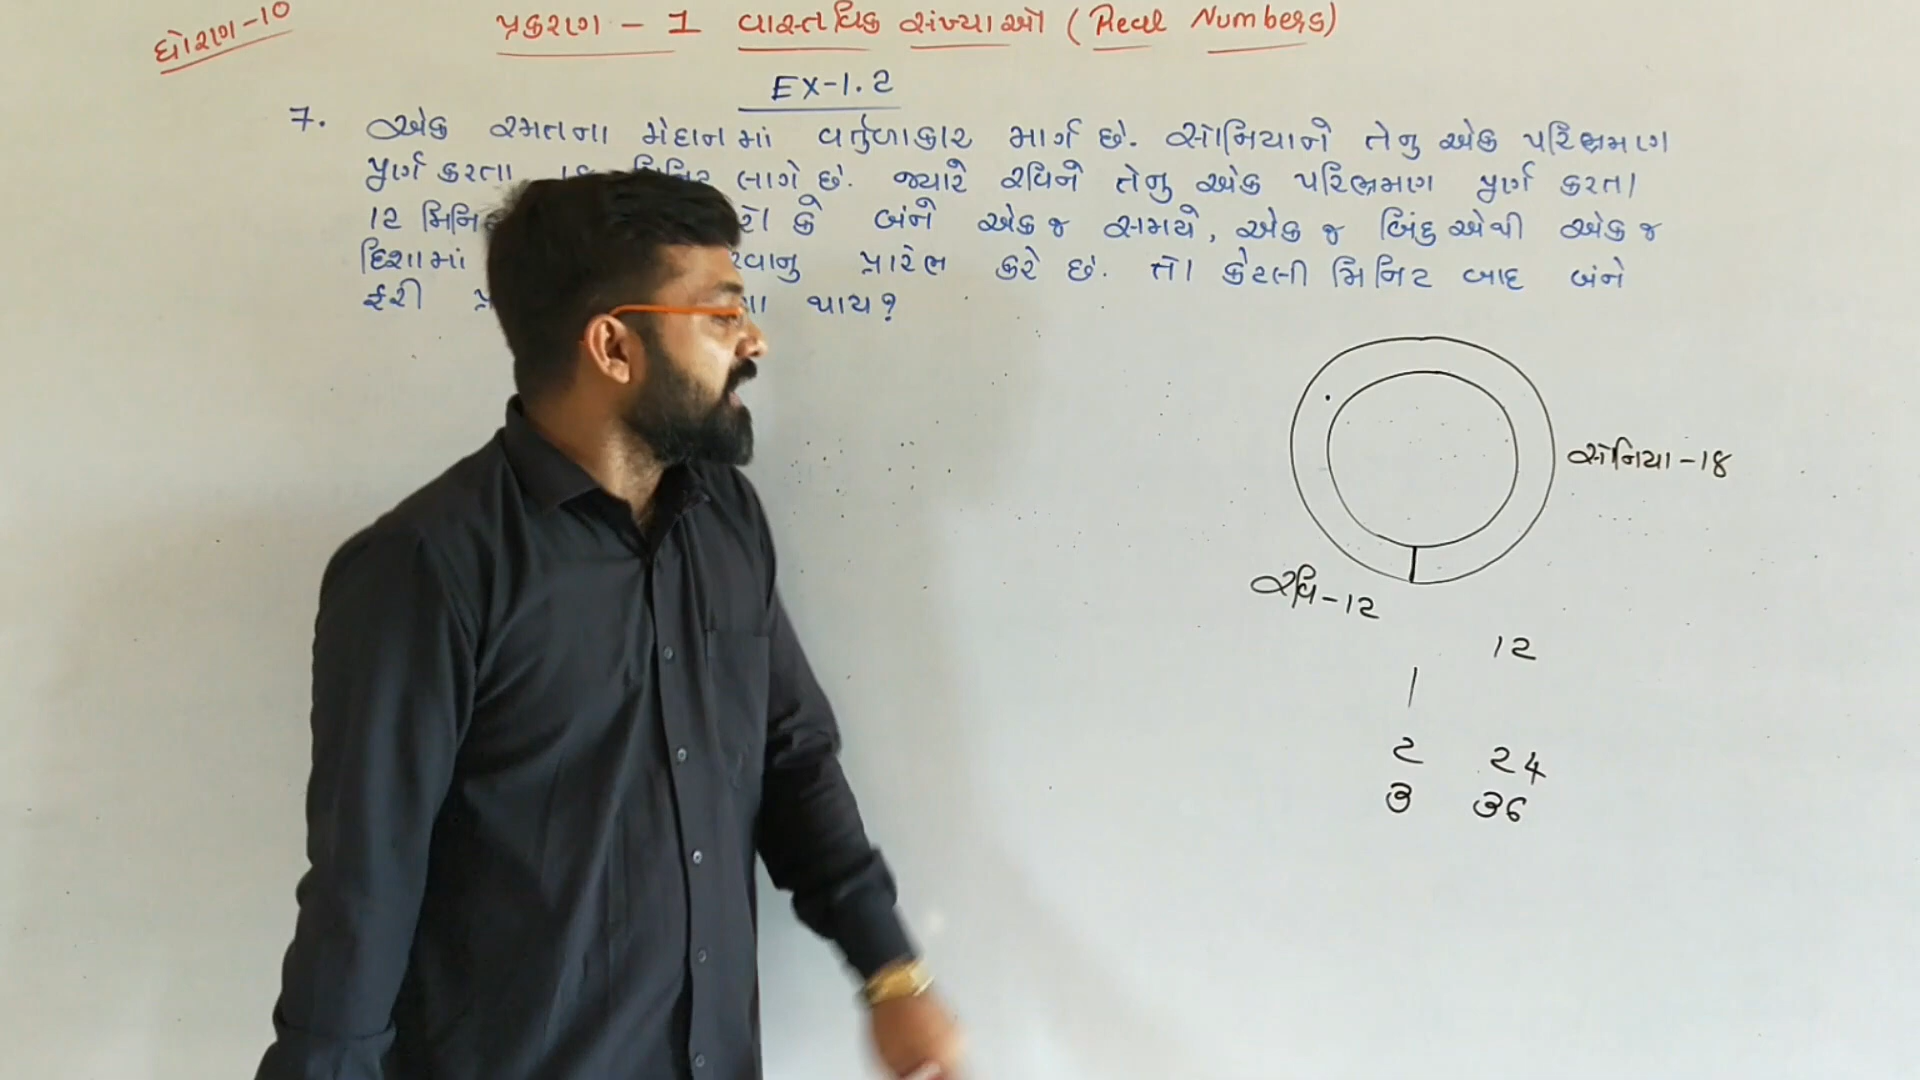 ધોરણ-10
પ્રકરણ - 1 વાસ્તવિક સંખ્યાઓ (Real Numbers)
EX-1.2
7. એક રમતના મેદાનમાં વર્તુળાકાર માર્ગ છે. સોનિયાને તેનુ એક પરિભ્રમણ
પૂર્ણ કરતા લાગે છે. જ્યારે રવિને તેનુ એક પરિભ્રમણ પૂર્ણ કરતા
12 કે બંને એક જ સમયે, એક જ બિંદુએથી એક જ
દિશામાં પ્રારંભ કરે છે. તો કેટલી મિનિટ બાદ બંને
ફરી થાય?
સોનિયા-18
રવિ-12
12
1
2 24
3 36